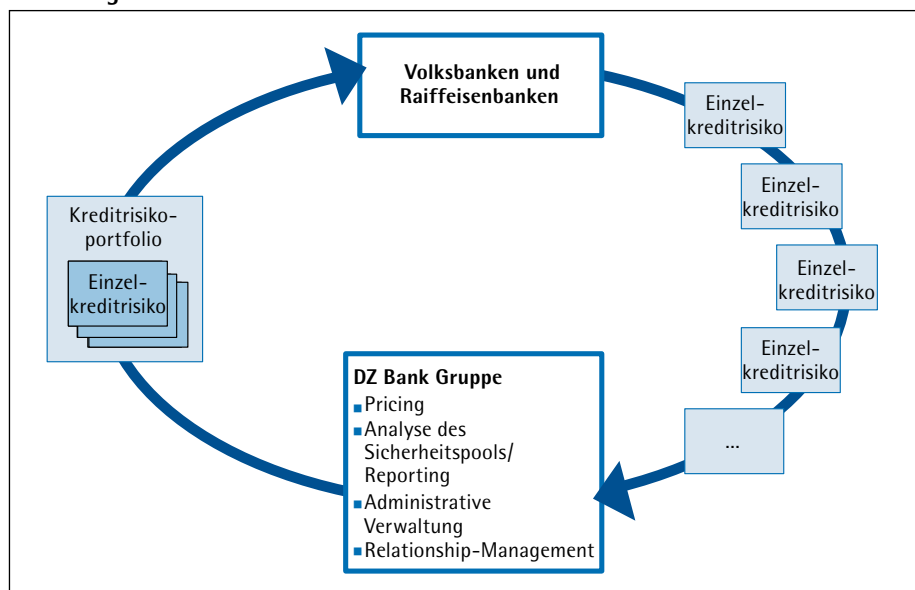 Volksbanken und
Raiffeisenbanken
Einzel-
kreditrisiko
Einzel-
kreditrisiko
Einzel-
kreditrisiko
Einzel-
kreditrisiko
...
Kreditrisiko-
portfolio
Einzel-
kreditrisiko
DZ Bank Gruppe
■ Pricing
■ Analyse des
Sicherheitspools/
Reporting
■ Administrative
Verwaltung
■ Relationship-Management